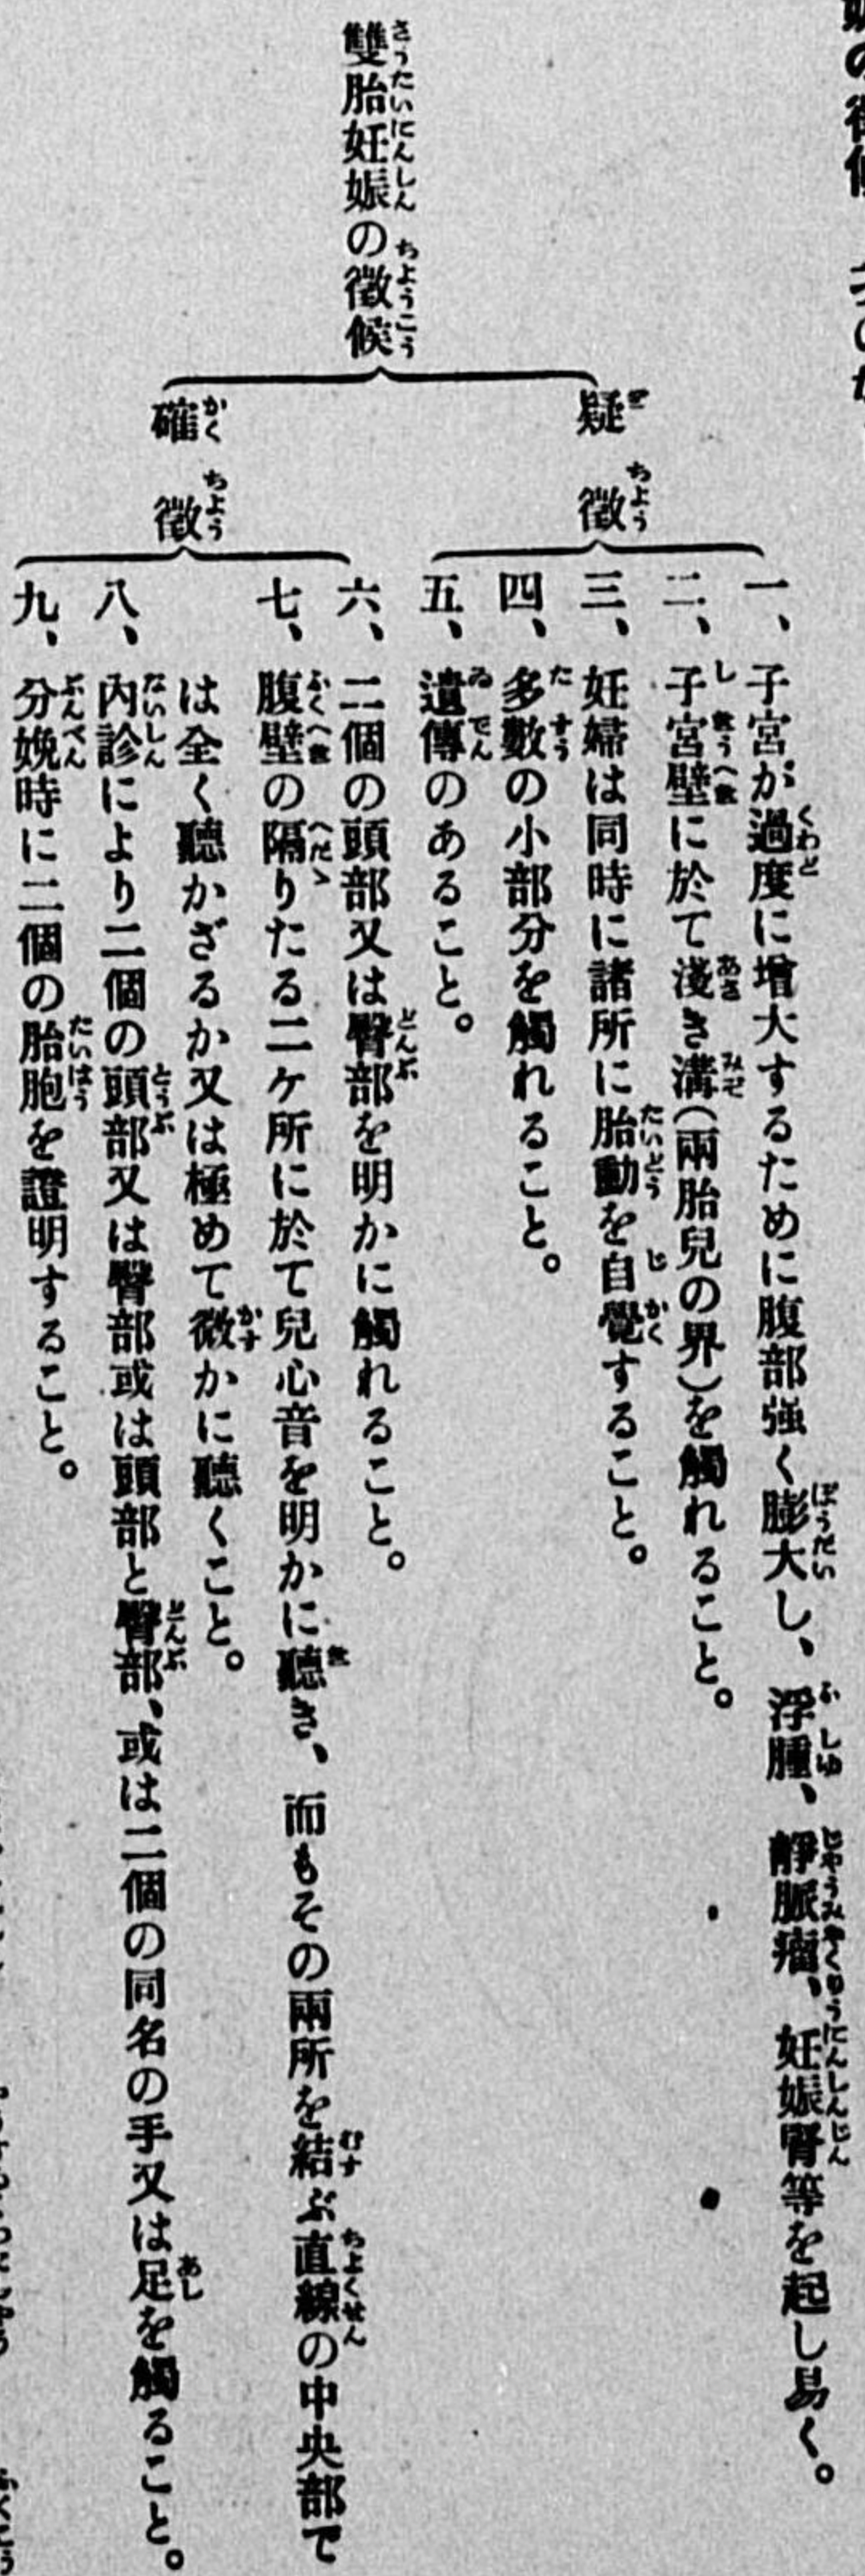 雙胎妊娠の徵候
疑徵
一、子宮が過度に增大するために腹部强く膨大し、浮腫、靜脈瘤、妊娠腎等を起し易く。
二、子宮壁に於て淺き溝(兩胎兒の界)を觸れること。
三、妊婦は同時に諸所に胎動を自覺すること。
四、多數の小部分を觸れること。
五、遺傳のあること。
確徵
六、二個の頭部又は臀部を明かに觸れること。
七、腹壁の隔りたる二ケ所に於て兒心音を明かに聽き、而もその兩所を結ぶ直線の中央部で
は全く聽かざるか又は極めて微かに聽くこと。
八、內診により二個の頭部又は臀部或は頭部と臀部、或は二個の同名の手又は足を觸ること。
九、分娩時に二個の胎胞を證明すること。